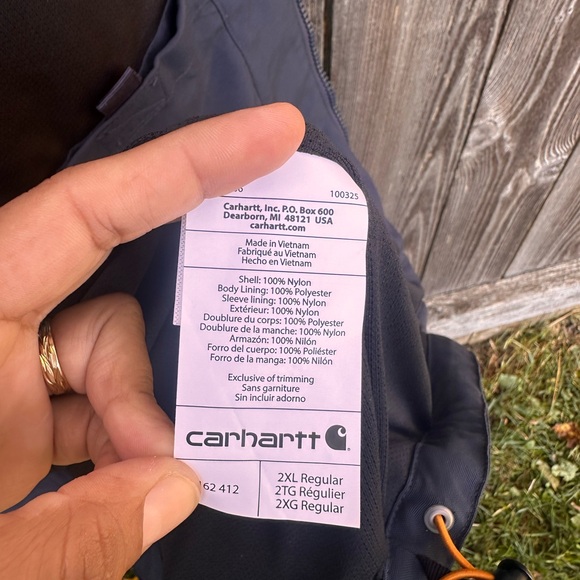 100325
Carhartt, Inc. P.O. Box 600
Dearborn, MI 48121 USA
carhartt.com
Made in Vietnam
Fabriqué au Vietnam
Hecho en Vietnam
Shell: 100% Nylon
Body Lining: 100% Polyester
Sleeve lining: 100% Nylon
Extérieur: 100% Nylon
Doublure du corps: 100% Polyester
Doublure de la manche: 100% Nylon
Armazón: 100% Nilón
Forro del cuerpo: 100% Poliéster
Forro de la manga: 100% Nilón
Exclusive of trimming
Sans garniture
Sin incluir adorno
carhartt
162 412
2XL Regular
2TG Régulier
2XG Regular